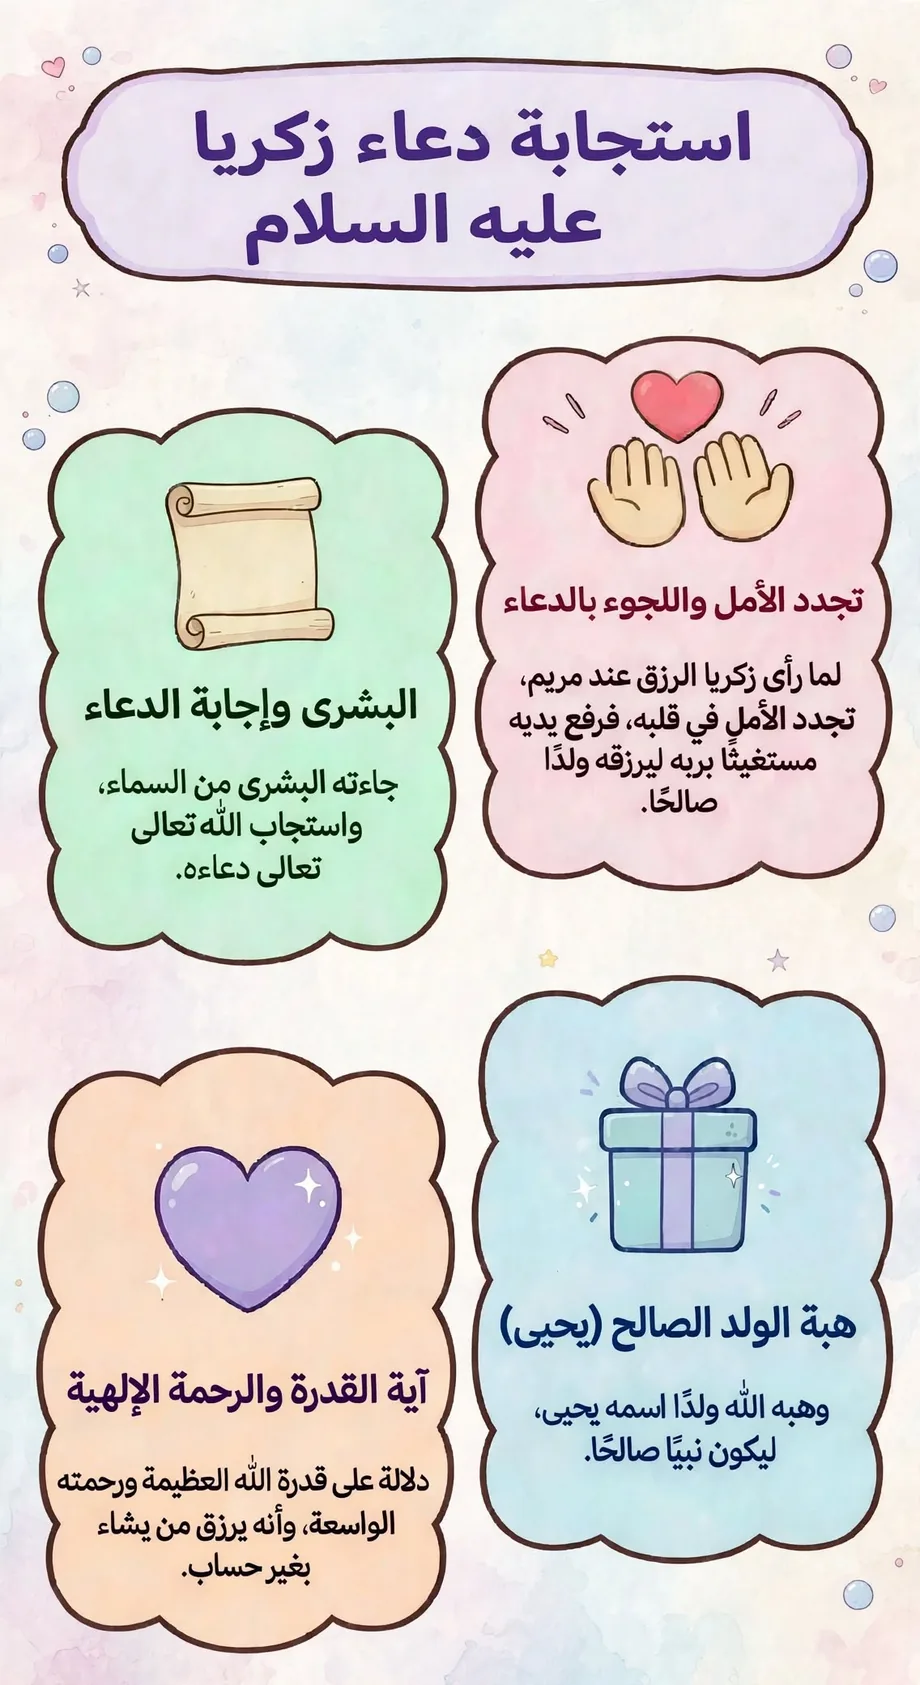 استجابة دعاء زكريا
عليه السلام
تجدد الأمل واللجوء بالدعاء
لما رأى زكريا الرزق عند مريم،
تجدد الأمل في قلبه، فرفع يديه
مستغيثًا بربه ليرزقه ولدًا
صالحًا.
البشرى وإجابة الدعاء
جاءته البشرى من السماء،
واستجاب الله تعالى
تعالى دعاءه.
هبة الولد الصالح (يحيى)
وهبه الله ولدًا اسمه يحيى،
ليكون نبيًا صالحًا.
آية القدرة والرحمة الإلهية
دلالة على قدرة الله العظيمة ورحمته
الواسعة، وأنه يرزق من يشاء
بغير حساب.